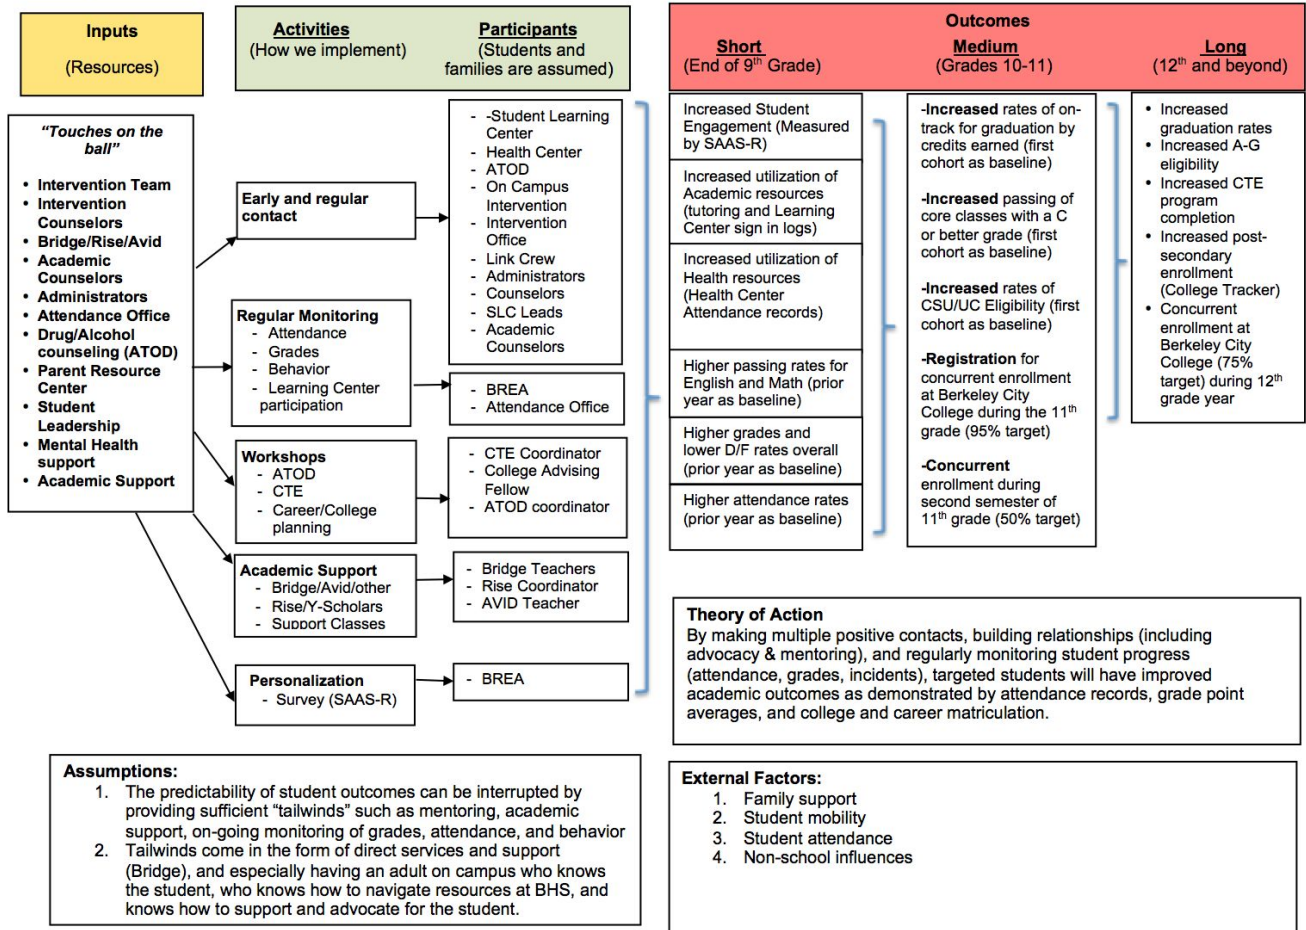 Inputs
(Resources)
Activities
(How we implement)
Participants
(Students and
families are assumed)
Outcomes
Short
(End of 9th Grade)
Medium
(Grades 10-11)
Long
(12th and beyond)
“Touches on the
ball”
• Intervention Team
• Intervention
Counselors
• Bridge/Rise/Avid
• Academic
Counselors
• Administrators
• Attendance Office
• Drug/Alcohol
counseling (ATOD)
• Parent Resource
Center
• Student
Leadership
• Mental Health
support
• Academic Support
Early and regular
contact
Regular Monitoring
- Attendance
- Grades
- Behavior
- Learning Center
participation
Workshops
- ATOD
- CTE
- Career/College
planning
Academic Support
- Bridge/Avid/other
- Rise/Y-Scholars
- Support Classes
Personalization
- Survey (SAAS-R)
- -Student Learning
Center
- Health Center
- ATOD
- On Campus
Intervention
- Intervention
Office
- Link Crew
- Administrators
- Counselors
- SLC Leads
- Academic
Counselors
- BREA
- Attendance Office
- CTE Coordinator
- College Advising
Fellow
- ATOD coordinator
- Bridge Teachers
- Rise Coordinator
- AVID Teacher
- BREA
Increased Student
Engagement (Measured
by SAAS-R)
Increased utilization of
Academic resources
(tutoring and Learning
Center sign in logs)
Increased utilization of
Health resources
(Health Center
Attendance records)
Higher passing rates for
English and Math (prior
year as baseline)
Higher grades and
lower D/F rates overall
(prior year as baseline)
Higher attendance rates
(prior year as baseline)
-Increased rates of on-
track for graduation by
credits earned (first
cohort as baseline)
-Increased passing of
core classes with a C
or better grade (first
cohort as baseline)
-Increased rates of
CSU/UC Eligibility (first
cohort as baseline)
-Registration for
concurrent enrollment
at Berkeley City
College during the 11th
grade (95% target)
-Concurrent
enrollment during
second semester of
11th grade (50% target)
• Increased
graduation rates
• Increased A-G
eligibility
• Increased CTE
program
completion
• Increased post-
secondary
enrollment
(College Tracker)
• Concurrent
enrollment at
Berkeley City
College (75%
target) during 12th
grade year
Theory of Action
By making multiple positive contacts, building relationships (including
advocacy & mentoring), and regularly monitoring student progress
(attendance, grades, incidents), targeted students will have improved
academic outcomes as demonstrated by attendance records, grade point
averages, and college and career matriculation.
Assumptions:
1. The predictability of student outcomes can be interrupted by
providing sufficient “tailwinds” such as mentoring, academic
support, on-going monitoring of grades, attendance, and behavior
2. Tailwinds come in the form of direct services and support
(Bridge), and especially having an adult on campus who knows
the student, who knows how to navigate resources at BHS, and
knows how to support and advocate for the student.
External Factors:
1. Family support
2. Student mobility
3. Student attendance
4. Non-school influences